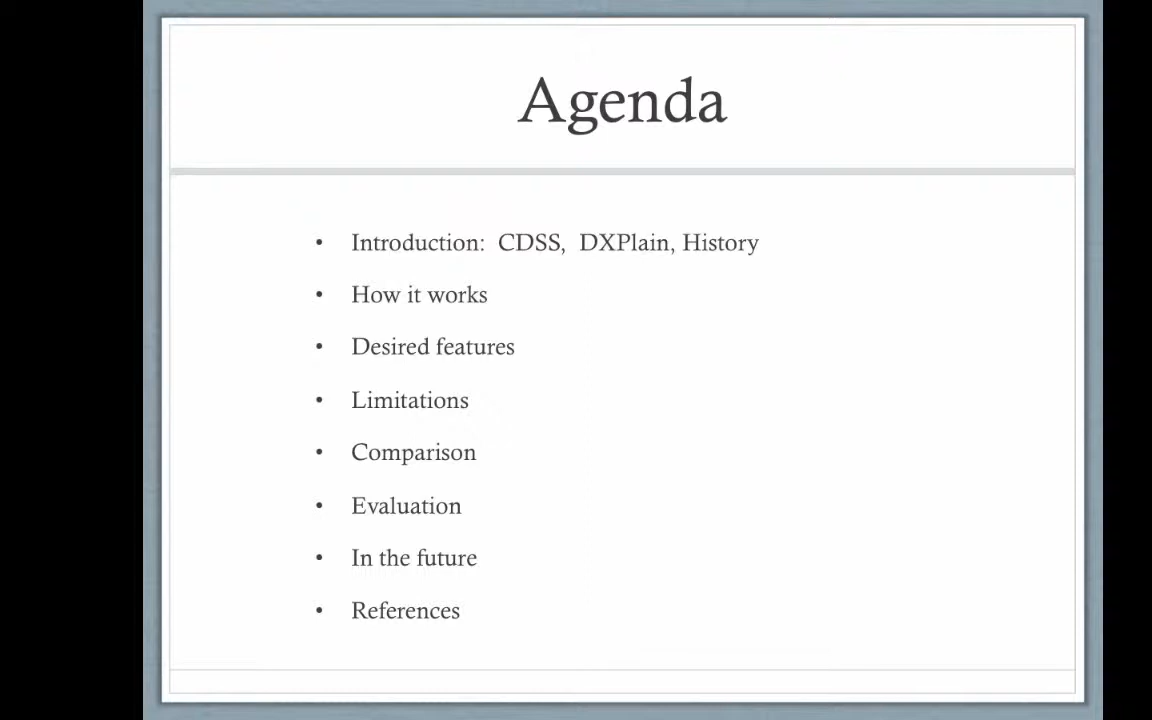 Agenda
• Introduction:  CDSS,  DXPlain, History
• How it works
• Desired features
• Limitations
• Comparison
• Evaluation
• In the future
• References